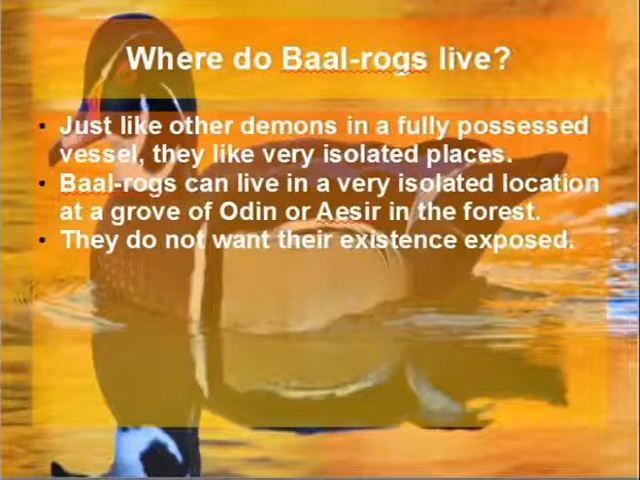 Where do Baal-rogs live?
• Just like other demons in a fully possessed
vessel, they like very isolated places.
• Baal-rogs can live in a very isolated location
at a grove of Odin or Aesir in the forest.
• They do not want their existence exposed.